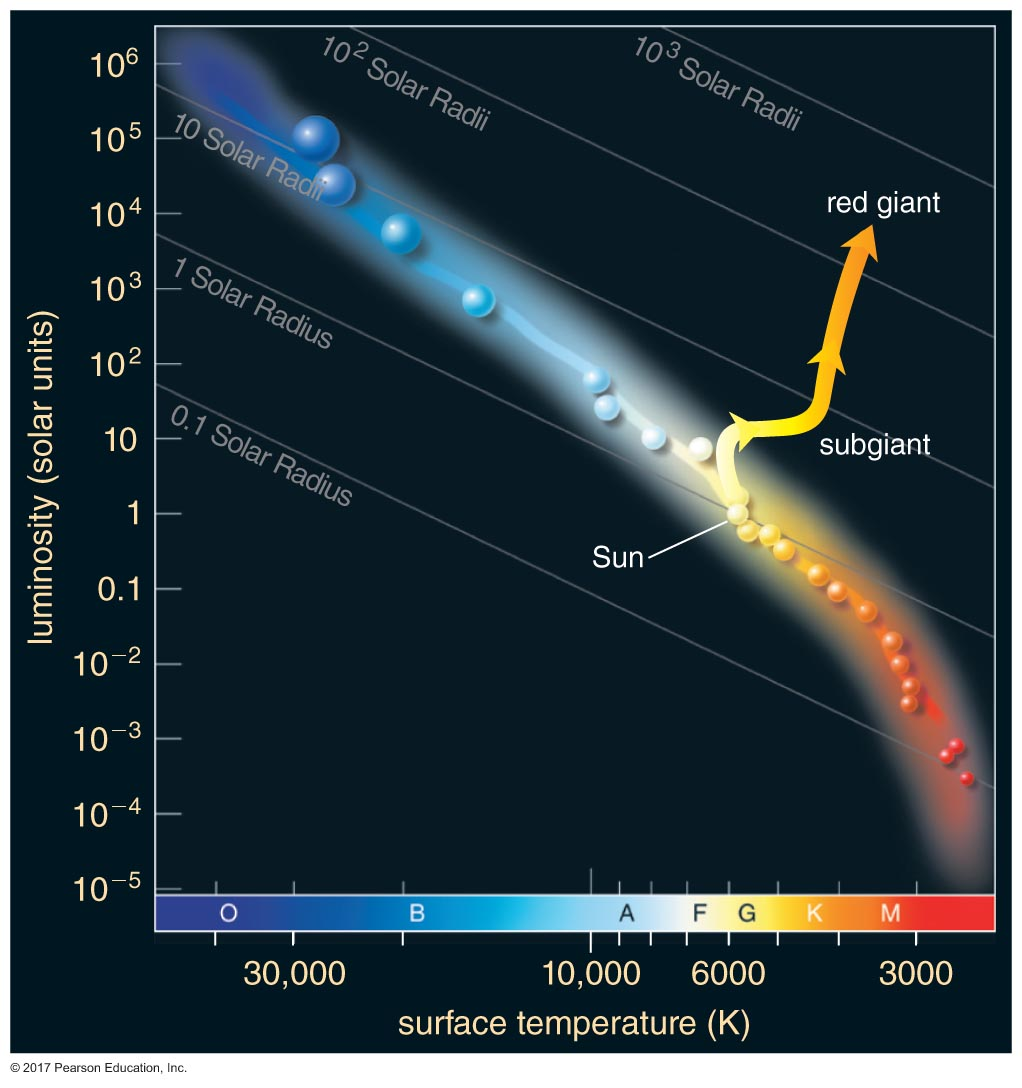 10² Solar Radii
10³ Solar Radii
10 Solar Radii
1 Solar Radius
0.1 Solar Radius
red giant
subgiant
Sun
luminosity (solar units)
10⁶
10⁵
10⁴
10³
10²
10
1
0.1
10⁻²
10⁻³
10⁻⁴
10⁻⁵
O B A F G K M
30,000 10,000 6000 3000
surface temperature (K)
© 2017 Pearson Education, Inc.